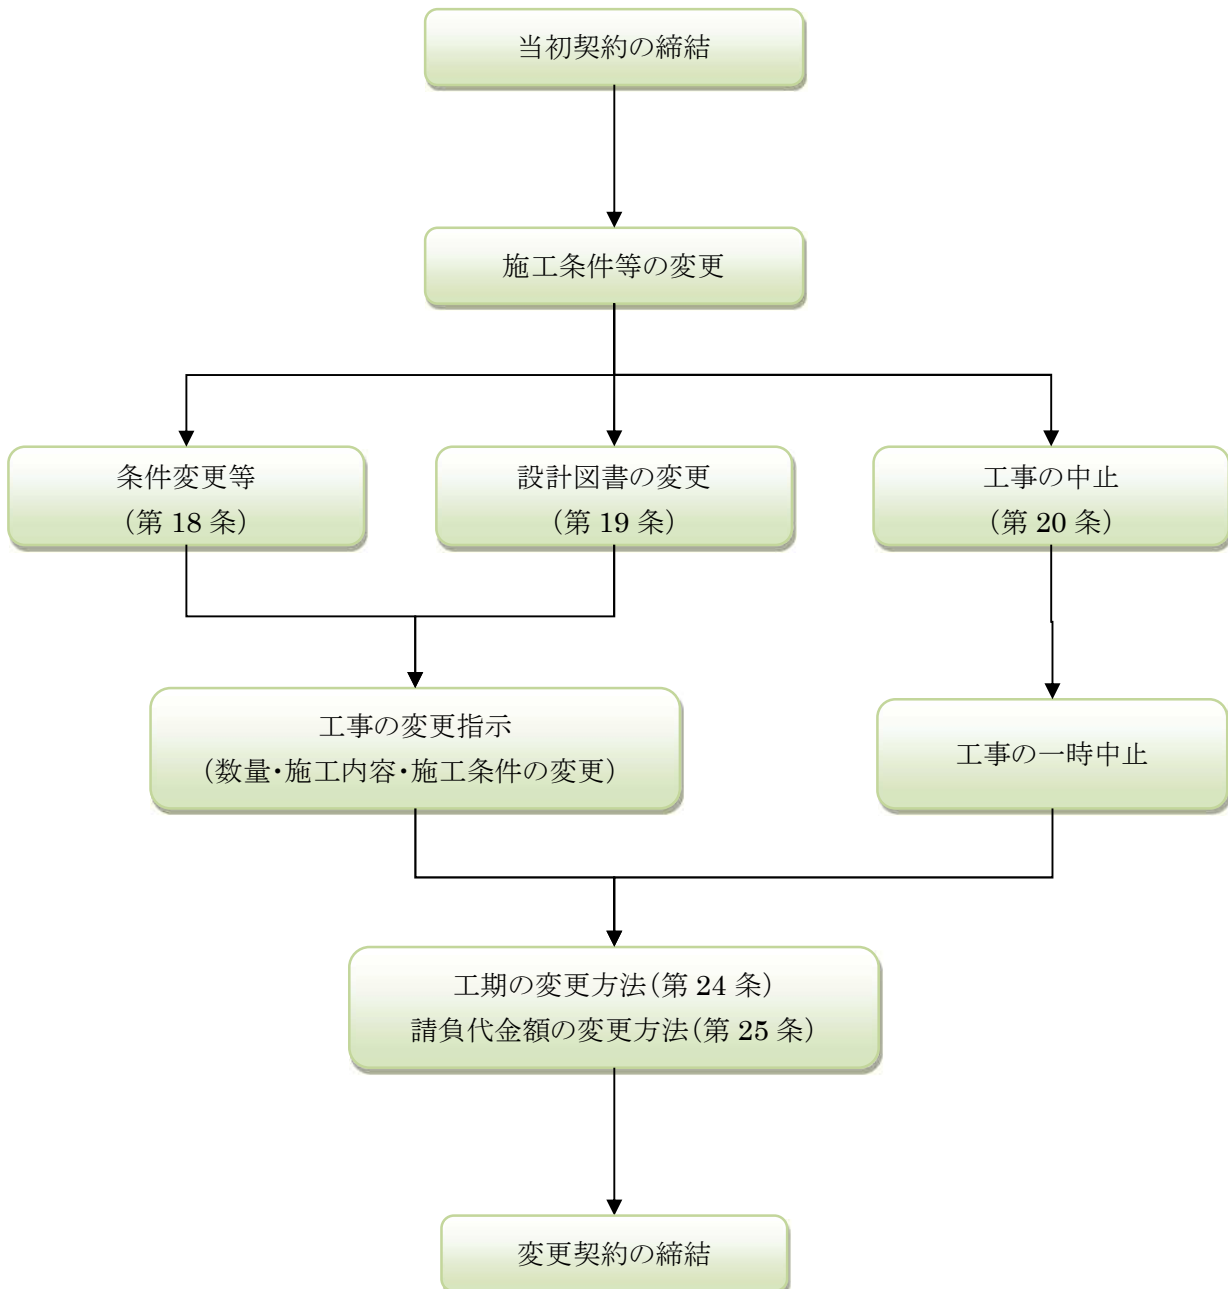 当初契約の締結
施工条件等の変更
条件変更等
（第 18 条）
設計図書の変更
（第 19 条）
工事の中止
（第 20 条）
工事の変更指示
（数量・施工内容・施工条件の変更）
工事の一時中止
工期の変更方法（第 24 条）
請負代金額の変更方法（第 25 条）
変更契約の締結